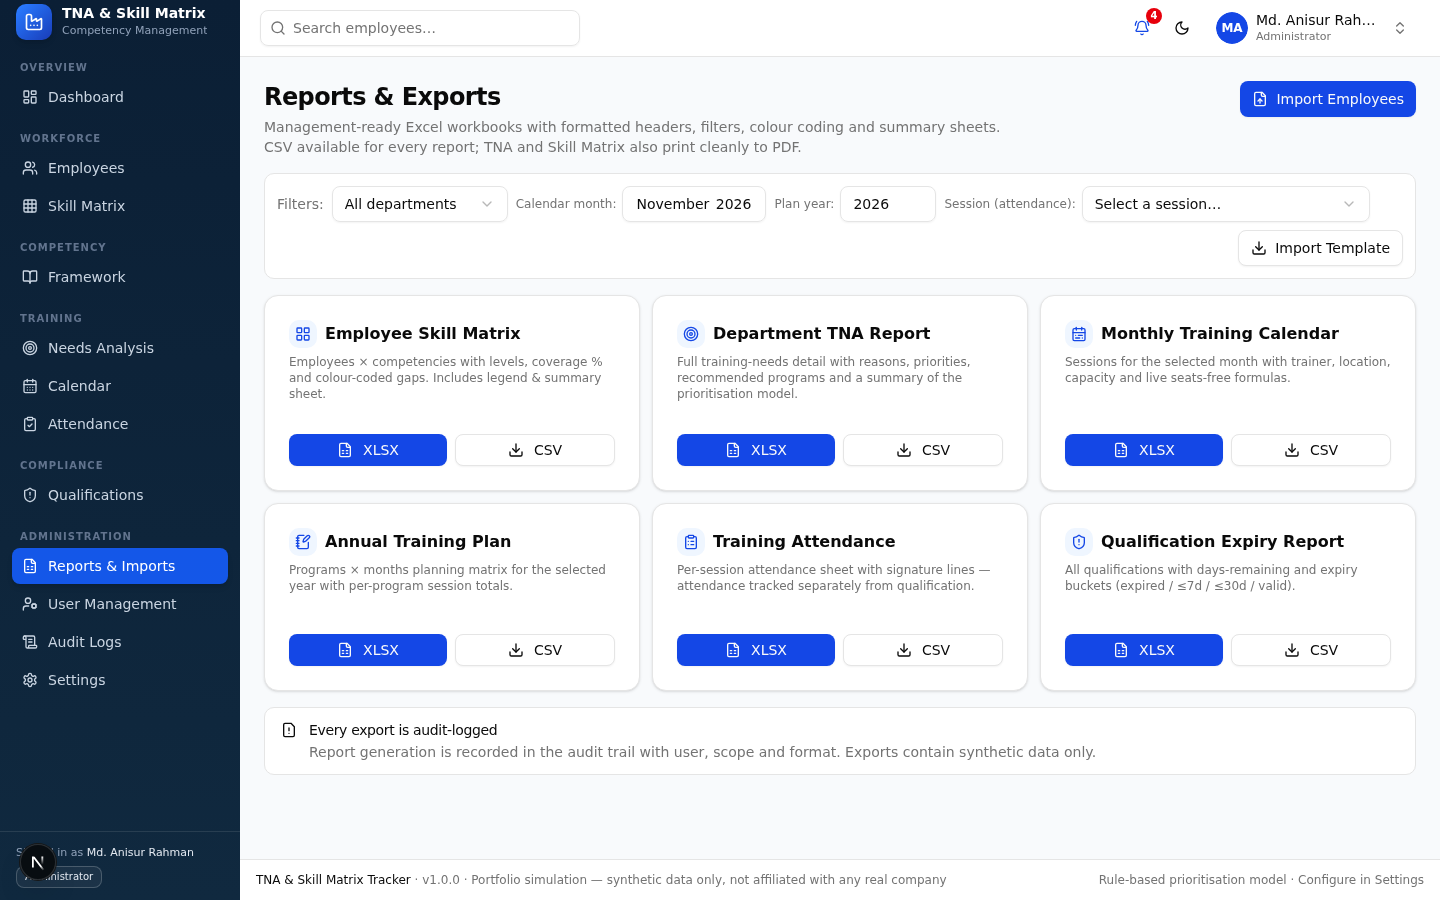 TNA & Skill Matrix
Competency Management
OVERVIEW
Dashboard
WORKFORCE
Employees
Skill Matrix
COMPETENCY
Framework
TRAINING
Needs Analysis
Calendar
Attendance
COMPLIANCE
Qualifications
ADMINISTRATION
Reports & Imports
User Management
Audit Logs
Settings
in as Md. Anisur Rahman
Search employees...
4
MA
Md. Anisur Rah...
Administrator
Reports & Exports
Management-ready Excel workbooks with formatted headers, filters, colour coding and summary sheets.
CSV available for every report; TNA and Skill Matrix also print cleanly to PDF.
Import Employees
Filters: All departments Calendar month: November 2026 Plan year: 2026 Session (attendance): Select a session...
Import Template
Employee Skill Matrix
Employees × competencies with levels, coverage %
and colour-coded gaps. Includes legend & summary
sheet.
XLSX CSV
Department TNA Report
Full training-needs detail with reasons, priorities,
recommended programs and a summary of the
prioritisation model.
XLSX CSV
Monthly Training Calendar
Sessions for the selected month with trainer, location,
capacity and live seats-free formulas.
XLSX CSV
Annual Training Plan
Programs × months planning matrix for the selected
year with per-program session totals.
XLSX CSV
Training Attendance
Per-session attendance sheet with signature lines —
attendance tracked separately from qualification.
XLSX CSV
Qualification Expiry Report
All qualifications with days-remaining and expiry
buckets (expired / ≤7d / ≤30d / valid).
XLSX CSV
Every export is audit-logged
Report generation is recorded in the audit trail with user, scope and format. Exports contain synthetic data only.
TNA & Skill Matrix Tracker · v1.0.0 · Portfolio simulation — synthetic data only, not affiliated with any real company
Rule-based prioritisation model · Configure in Settings